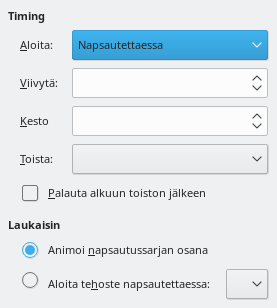 Timing
Aloita: Napsautettaessa
Viivytä:
Kesto
Toista:
Palauta alkuun toiston jälkeen
Laukaisin
Animoi napsautussarjan osana
Aloita tehoste napsautettaessa: